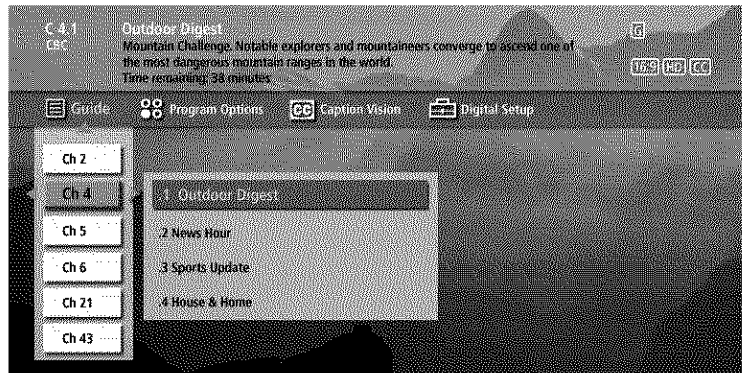 C 4.1 Outdoor Digest G
CBC Mountain Challenge. Notable explorers and mountaineers converge to ascend one of
the most dangerous mountain ranges in the world. 16:9 HD CC
Time remaining: 38 minutes
Guide Program Options CC Caption Vision Digital Setup
Ch 2
Ch 4 .1 Outdoor Digest
Ch 5 .2 News Hour
Ch 6 .3 Sports Update
Ch 21 .4 House & Home
Ch 43